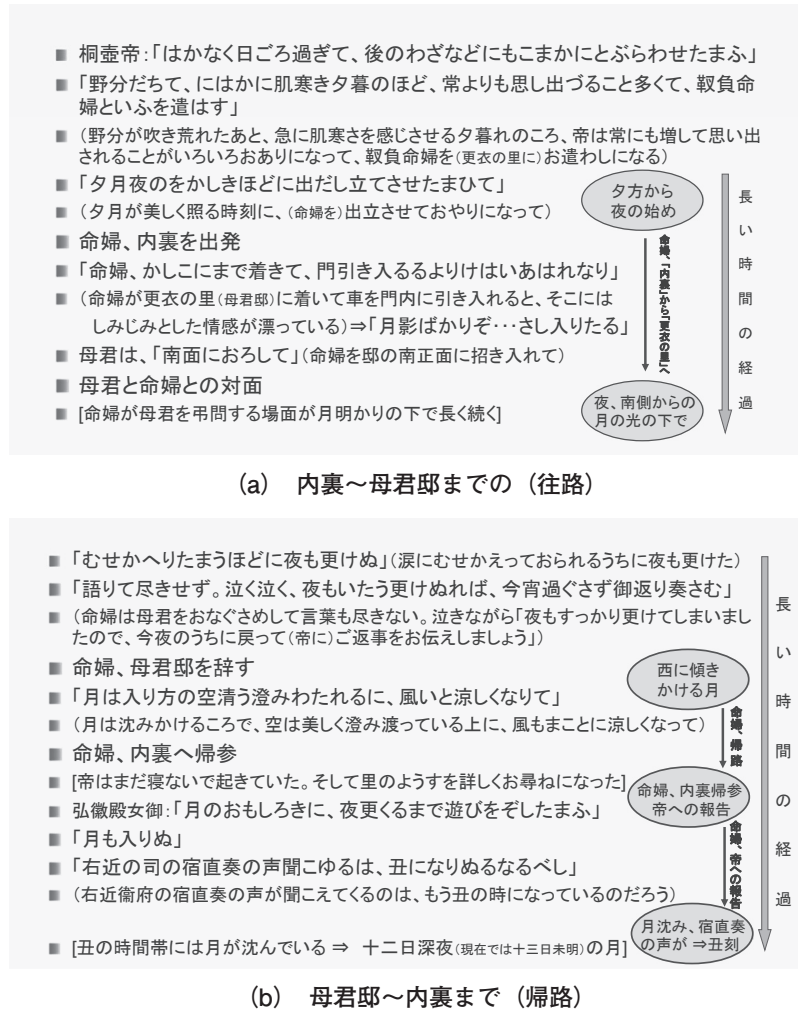 ■ 桐壺帝：「はかなく日ごろ過ぎて、後のわざなどにもこまかにとぶらわせたまふ」
■ 「野分だちて、にはかに肌寒き夕暮のほど、常よりも思し出づること多くて、靫負命
婦といふを遣はす」
■ （野分が吹き荒れたあと、急に肌寒さを感じさせる夕暮れのころ、帝は常にも増して思い出
されることがいろいろおありになって、靫負命婦を（更衣の里に）お遣わしになる）
■ 「夕月夜のをかしきほどに出だし立てさせたまひて」
■ （夕月が美しく照る時刻に、（命婦を）出立させておやりになって）
■ 命婦、内裏を出発
■ 「命婦、かしこにまで着きて、門引き入るるよりけはいあはれなり」
■ （命婦が更衣の里（母君邸）に着いて車を門内に引き入れると、そこには
しみじみとした情感が漂っている）⇒「月影ばかりぞ･･･さし入りたる」
■ 母君は、「南面におろして」（命婦を邸の南正面に招き入れて）
■ 母君と命婦との対面
■ [命婦が母君を弔問する場面が月明かりの下で長く続く]
夕方から
夜の始め
命婦、「内裏」から「更衣の里」へ
夜、南側からの
月の光の下で
長い時間の経過
(a) 内裏～母君邸までの（往路）
■ 「むせかへりたまうほどに夜も更けぬ」（涙にむせかえっておられるうちに夜も更けた）
■ 「語りて尽きせず。泣く泣く、夜もいたう更けぬれば、今宵過ぐさず御返り奏さむ」
■ （命婦は母君をおなぐさめして言葉も尽きない。泣きながら「夜もすっかり更けてしまいまし
たので、今夜のうちに戻って（帝に）ご返事をお伝えしましょう」）
■ 命婦、母君邸を辞す
■ 「月は入り方の空清う澄みわたれるに、風いと涼しくなりて」
■ （月は沈みかけるころで、空は美しく澄み渡っている上に、風もまことに涼しくなって）
■ 命婦、内裏へ帰参
■ [帝はまだ寝ないで起きていた。そして里のようすを詳しくお尋ねになった]
■ 弘徽殿女御：「月のおもしろきに、夜更くるまで遊びをぞしたまふ」
■ 「月も入りぬ」
■ 「右近の司の宿直奏の声聞こゆるは、丑になりぬるなるべし」
■ （右近衞府の宿直奏の声が聞こえてくるのは、もう丑の時になっているのだろう）
■ [丑の時間帯には月が沈んでいる ⇒ 十二日深夜（現在では十三日未明）の月]
西に傾き
かける月
命婦、帰路
命婦、内裏帰参
帝への報告
命婦、帝への報告
月沈み、宿直奏
の声が ⇒丑刻
長い時間の経過
(b) 母君邸～内裏まで（帰路）